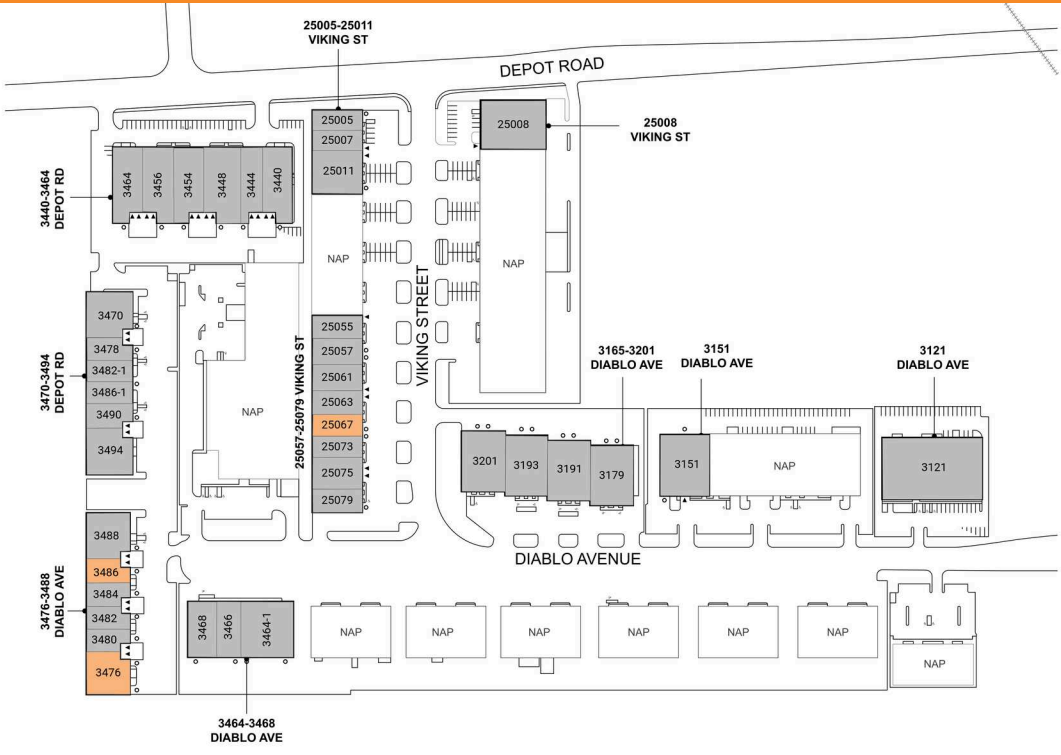 25005-25011
VIKING ST
DEPOT ROAD
25008
VIKING ST
3440-3464
DEPOT RD
3464
3456
3454
3448
3444
3440
25005
25007
25011
NAP
25008
NAP
VIKING STREET
3470-3494
DEPOT RD
3470
3478
3482-1
3486-1
3490
3494
NAP
25057-25079 VIKING ST
25055
25057
25061
25063
25067
25073
25075
25079
3165-3201
DIABLO AVE
3201
3193
3191
3179
3151
DIABLO AVE
3151
NAP
3121
DIABLO AVE
3121
DIABLO AVENUE
3476-3488
DIABLO AVE
3488
3486
3484
3482
3480
3476
3468
3466
3464-1
3464-3468
DIABLO AVE
NAP
NAP
NAP
NAP
NAP
NAP
NAP